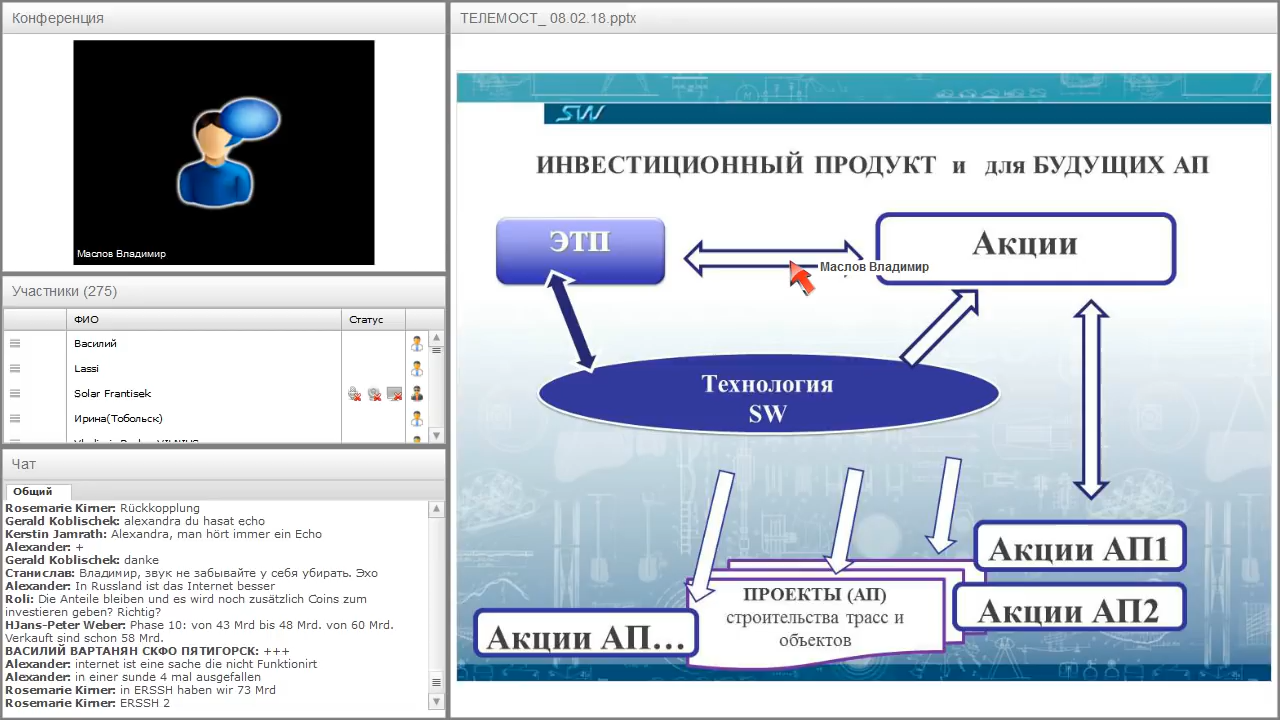 Конференция
Маслов Владимир
Участники (275)
ФИО
Статус
Василий
Lassi
Solar Frantisek
Ирина(Тобольск)
Чат
Общий
Rosemarie Kirner: Rückkopplung
Gerald Koblischek: alexandra du hasat echo
Kerstin Jamrath: Alexandra, man hört immer ein Echo
Alexander: +
Gerald Koblischek: danke
Станислав: Владимир, звук не забывайте у себя убирать. Эхо
Alexander: In Russland ist das Internet besser
Roli: Die Anteile bleiben und es wird noch zusätzlich Coins zum
investieren geben? Richtig?
HJans-Peter Weber: Phase 10: von 43 Mrd bis 48 Mrd. von 60 Mrd.
Verkauft sind schon 58 Mrd.
ВАСИЛИЙ ВАРТАНЯН СКФО ПЯТИГОРСК: +++
Alexander: internet ist eine sache die nicht Funktionirt
Alexander: in einer sunde 4 mal ausgefallen
Rosemarie Kirner: in ERSSH haben wir 73 Mrd
Rosemarie Kirner: ERSSH 2
ТЕЛЕМОСТ_ 08.02.18.pptx
SW
ИНВЕСТИЦИОННЫЙ ПРОДУКТ и для БУДУЩИХ АП
ЭТП
Акции
Маслов Владимир
Технология
SW
Акции АП1
Акции АП2
ПРОЕКТЫ (АП)
строительства трасс и
объектов
Акции АП...